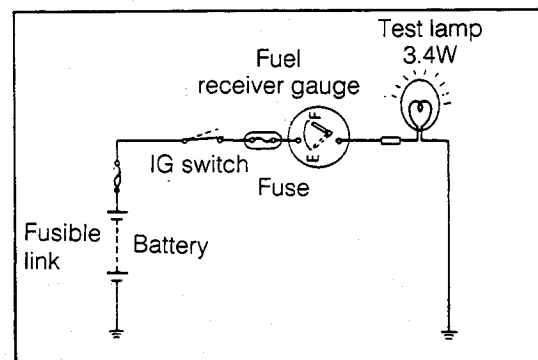 Test lamp
3.4W
Fuel
receiver gauge
F
E
IG switch
Fuse
Fusible
link
Battery